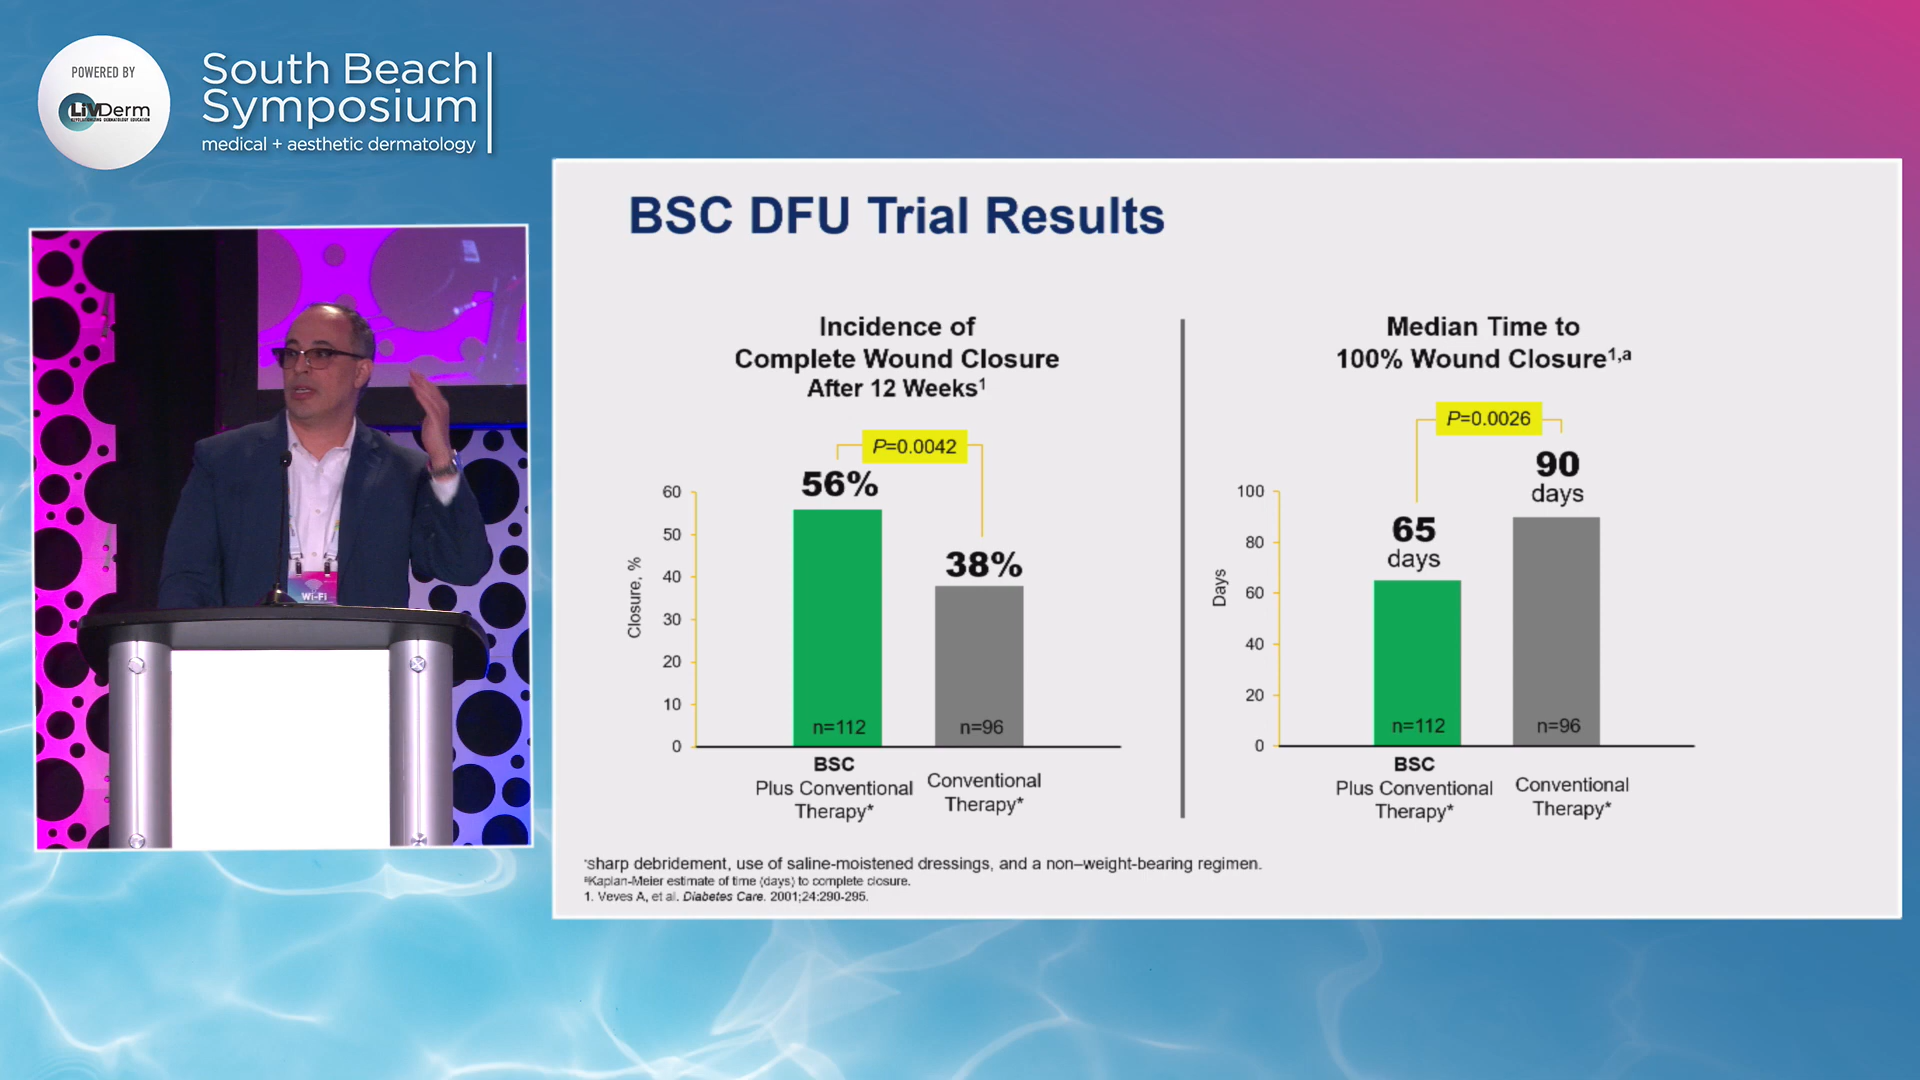 POWERED BY
LiVDerm
REVOLUTIONIZING DERMATOLOGY EDUCATION
South Beach
Symposium
medical + aesthetic dermatology
Wi-Fi
BSC DFU Trial Results
Incidence of
Complete Wound Closure
After 12 Weeks1
P=0.0042
56%
38%
60
50
40
30
20
10
0
Closure, %
n=112
n=96
BSC
Plus Conventional
Therapy*
Conventional
Therapy*
Median Time to
100% Wound Closure1,a
P=0.0026
90
days
65
days
100
80
60
40
20
0
Days
n=112
n=96
BSC
Plus Conventional
Therapy*
Conventional
Therapy*
*sharp debridement, use of saline-moistened dressings, and a non–weight-bearing regimen.
aKaplan-Meier estimate of time (days) to complete closure.
1. Veves A, et al. Diabetes Care. 2001;24:290-295.